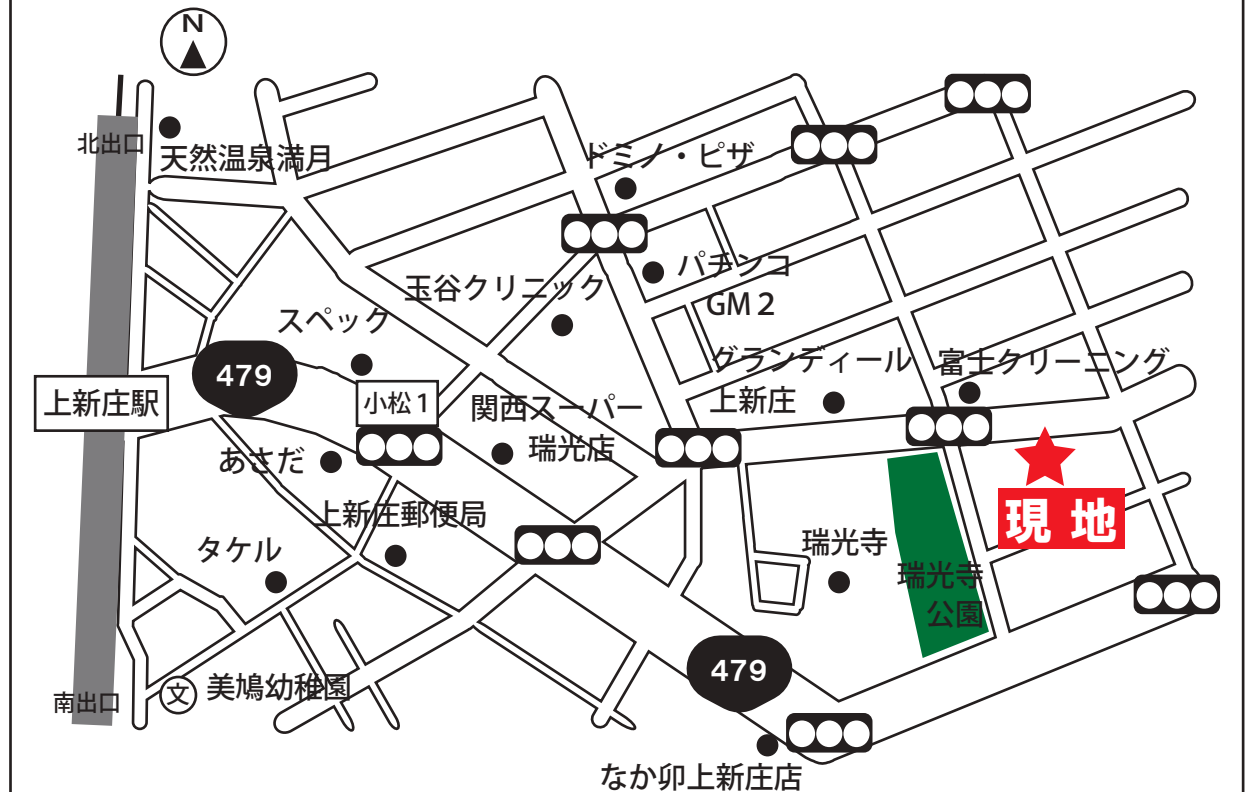 N
北出口
天然温泉満月
ドミノ・ピザ
パチンコ
GM2
玉谷クリニック
スペック
479
上新庄駅
小松1
関西スーパー
瑞光店
グランディール
上新庄
富士クリーニング
あさだ
上新庄郵便局
タケル
現地
瑞光寺
瑞光寺
公園
479
南出口
文
美鳩幼稚園
なか卯上新庄店